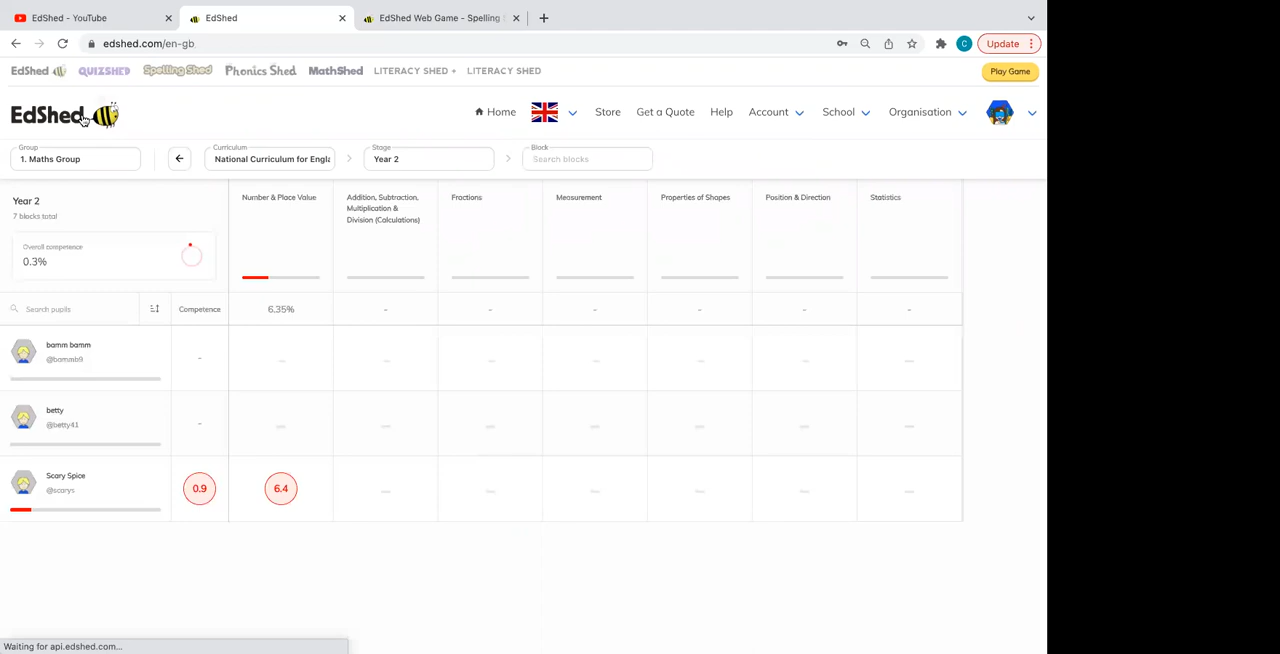 EdShed - YouTube
EdShed
EdShed Web Game - Spelling S
edshed.com/en-gb
Update
EdShed QUIZSHED Spelling Shed Phonics Shed MathShed LITERACY SHED + LITERACY SHED
Play Game
EdShed
Home Store Get a Quote Help Account School Organisation
Group
1. Maths Group
Curriculum
National Curriculum for Engla
Stage
Year 2
Block
Search blocks
Year 2
7 blocks total
Overall competence
0.3%
Number & Place Value
Addition, Subtraction,
Multiplication &
Division (Calculations)
Fractions
Measurement
Properties of Shapes
Position & Direction
Statistics
Search pupils
Competence
6.35% - - - - - -
bamm bamm
@bammb9
-
betty
@betty41
-
Scary Spice
@scarys
0.9
6.4
Waiting for api.edshed.com...